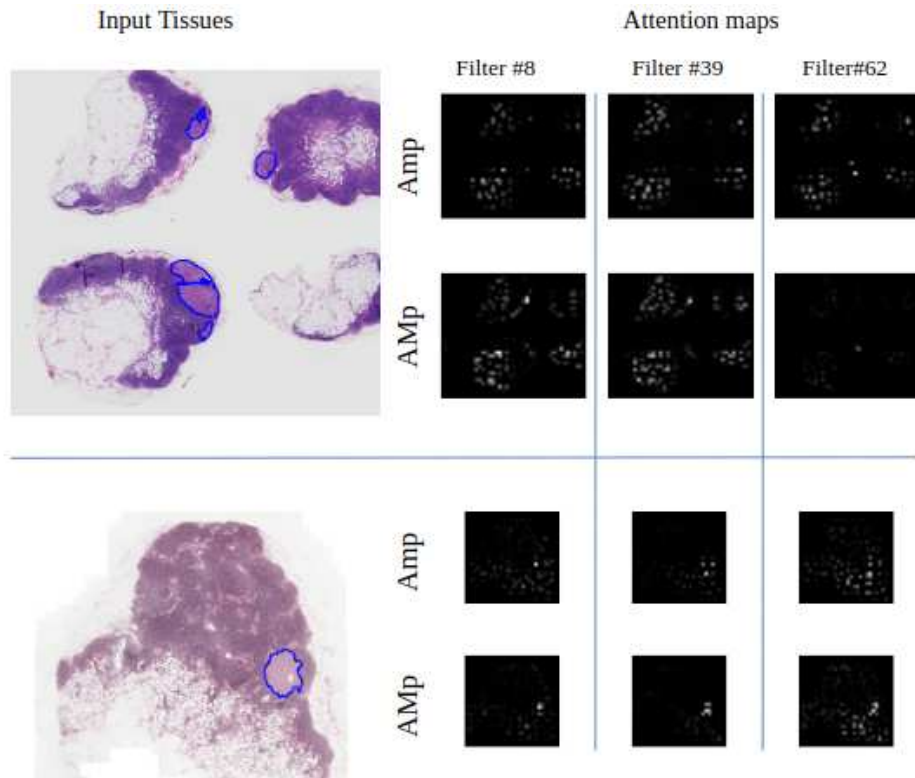 Input Tissues
Attention maps
Filter #8
Filter #39
Filter#62
Amp
AMp
Amp
AMp